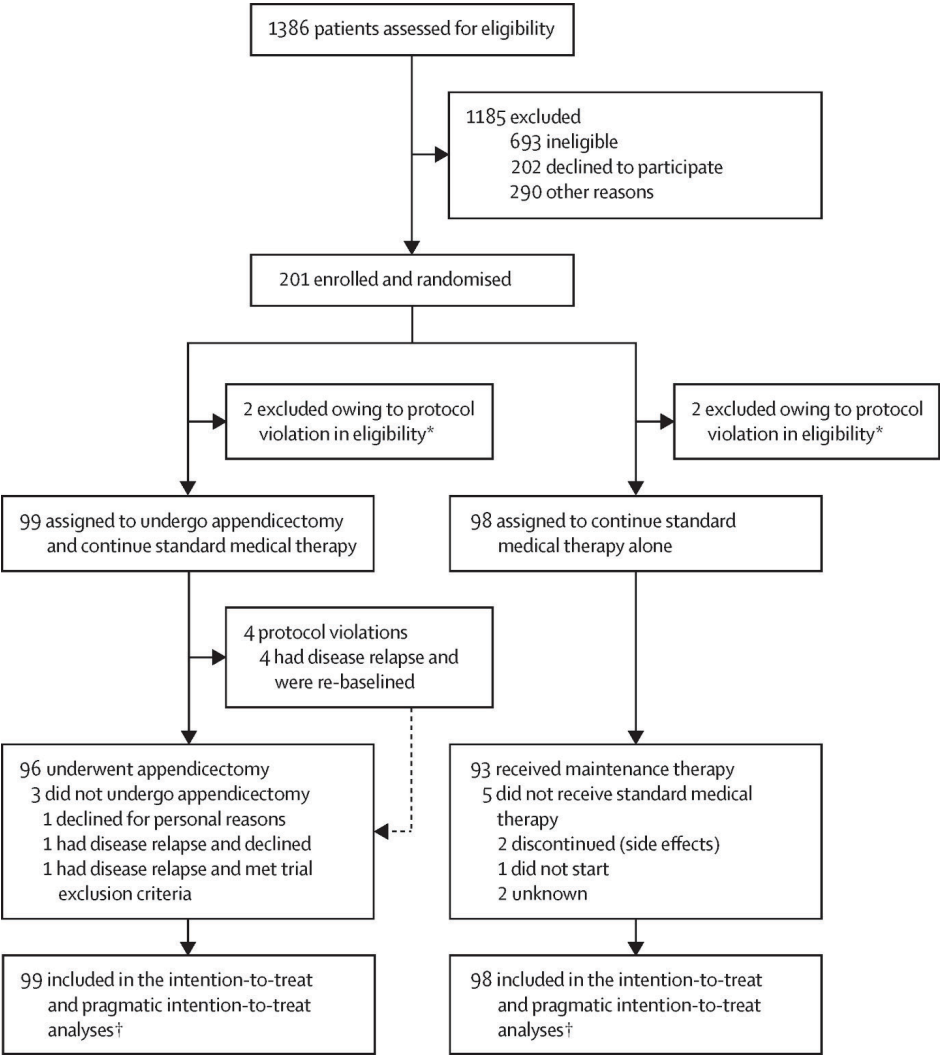 1386 patients assessed for eligibility
1185 excluded
693 ineligible
202 declined to participate
290 other reasons
201 enrolled and randomised
2 excluded owing to protocol
violation in eligibility*
2 excluded owing to protocol
violation in eligibility*
99 assigned to undergo appendicectomy
and continue standard medical therapy
98 assigned to continue standard
medical therapy alone
4 protocol violations
4 had disease relapse and
were re-baselined
96 underwent appendicectomy
3 did not undergo appendicectomy
1 declined for personal reasons
1 had disease relapse and declined
1 had disease relapse and met trial
exclusion criteria
93 received maintenance therapy
5 did not receive standard medical
therapy
2 discontinued (side effects)
1 did not start
2 unknown
99 included in the intention-to-treat
and pragmatic intention-to-treat
analyses†
98 included in the intention-to-treat
and pragmatic intention-to-treat
analyses†